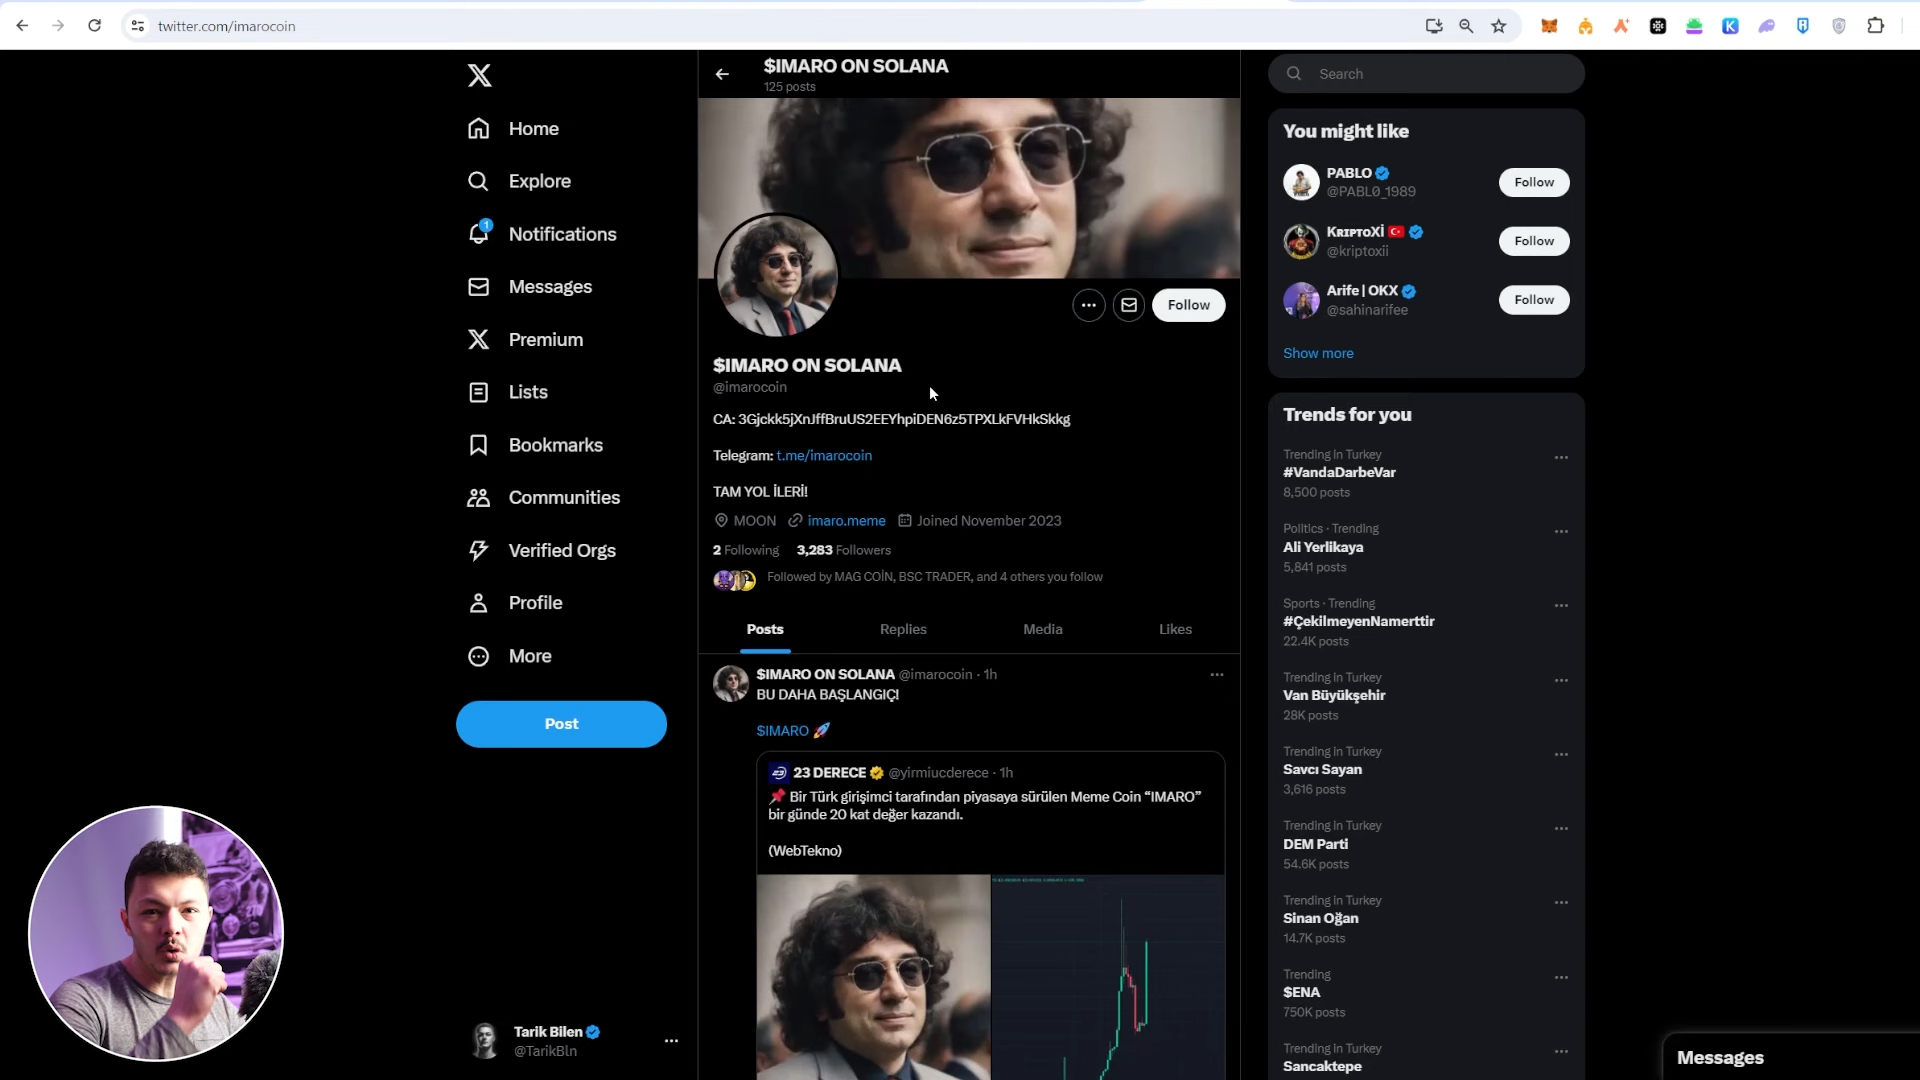 twitter.com/imarocoin
Home
Explore
1
Notifications
Messages
Premium
Lists
Bookmarks
Communities
Verified Orgs
Profile
More
Post
Tarik Bilen
@TarikBln
$IMARO ON SOLANA
125 posts
Follow
$IMARO ON SOLANA
@imarocoin
CA: 3Gjckk5jXnJffBruUS2EEYhpiDEN6z5TPXLkFVHkSkkg
Telegram: t.me/imarocoin
TAM YOL İLERİ!
MOON imaro.meme Joined November 2023
2 Following 3,283 Followers
Followed by MAG COİN, BSC TRADER, and 4 others you follow
Posts Replies Media Likes
$IMARO ON SOLANA @imarocoin · 1h
BU DAHA BAŞLANGIÇ!
$IMARO 🚀
23 DERECE @yirmiucderece · 1h
📌 Bir Türk girişimci tarafından piyasaya sürülen Meme Coin “IMARO”
bir günde 20 kat değer kazandı.
(WebTekno)
Search
You might like
PABLO
@PABL0_1989
Follow
KʀɪᴘᴛᴏXİ 🇹🇷
@kriptoxii
Follow
Arife | OKX
@sahinarifee
Follow
Show more
Trends for you
Trending in Turkey
#VandaDarbeVar
8,500 posts
Politics · Trending
Ali Yerlikaya
5,841 posts
Sports · Trending
#ÇekilmeyenNamerttir
22.4K posts
Trending in Turkey
Van Büyükşehir
28K posts
Trending in Turkey
Savcı Sayan
3,616 posts
Trending in Turkey
DEM Parti
54.6K posts
Trending in Turkey
Sinan Oğan
14.7K posts
Trending
$ENA
750K posts
Trending in Turkey
Sancaktepe
Messages